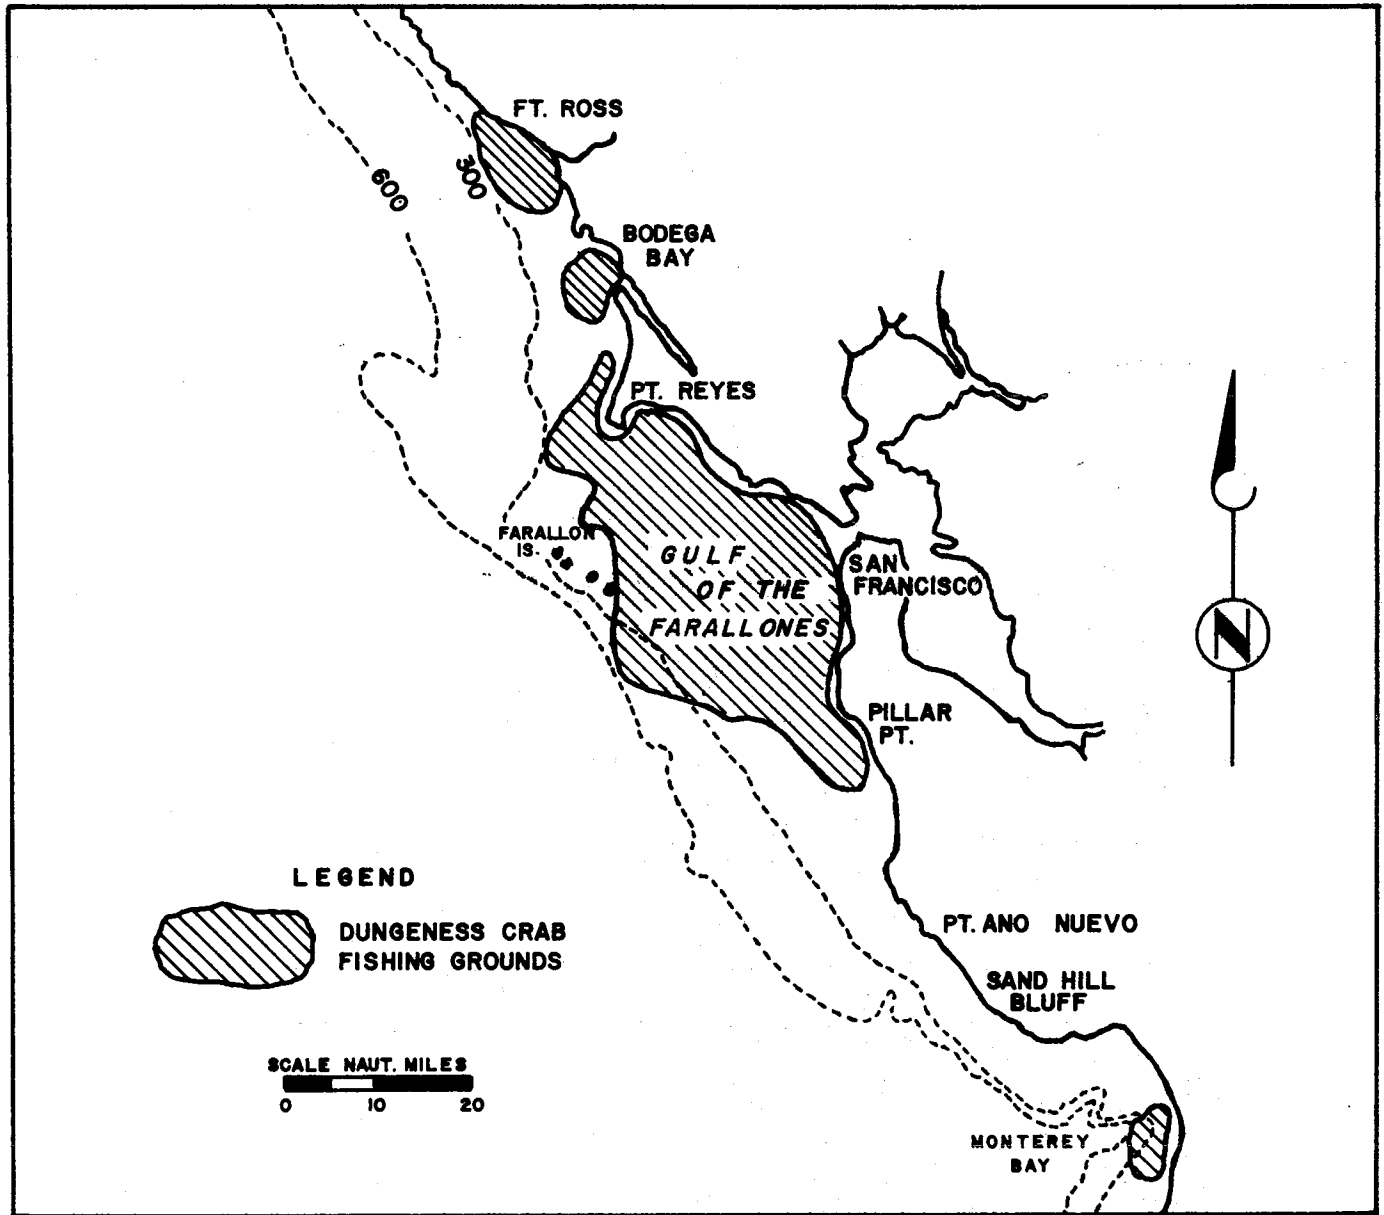 FT. ROSS
600
300
BODEGA
BAY
PT. REYES
FARALLON
IS.
GULF
OF THE
FARALLONES
SAN
FRANCISCO
N
PILLAR
PT.
LEGEND
DUNGENESS CRAB
FISHING GROUNDS
PT. ANO NUEVO
SAND HILL
BLUFF
SCALE NAUT. MILES
0 10 20
MONTEREY
BAY